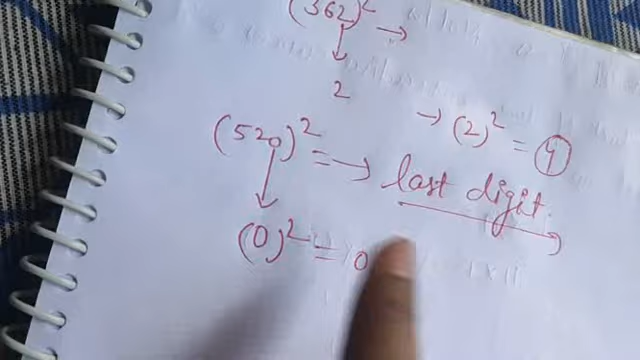 (362)² →
2
→ (2)² = 4
(520)² = → last digit.
(0)² = 0